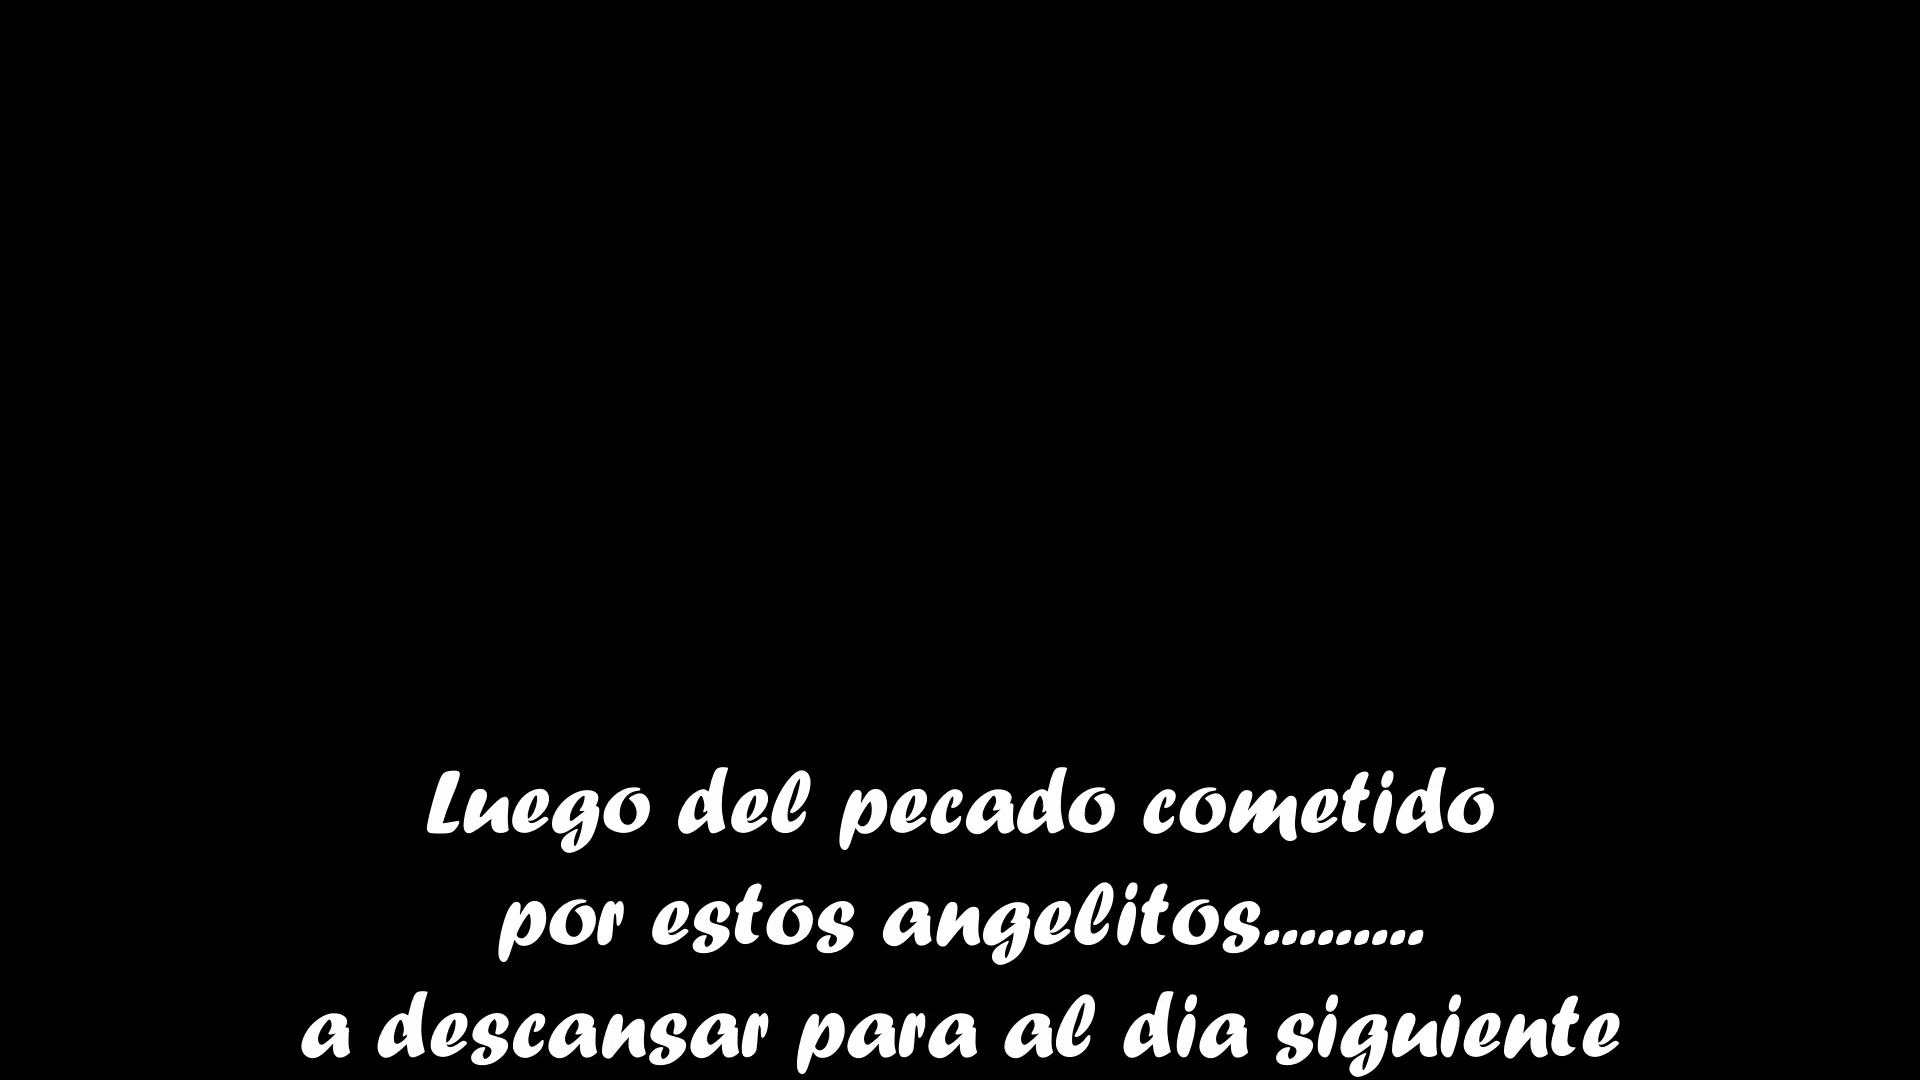 Luego del pecado cometido
por estos angelitos.........
a descansar para al dia siguiente